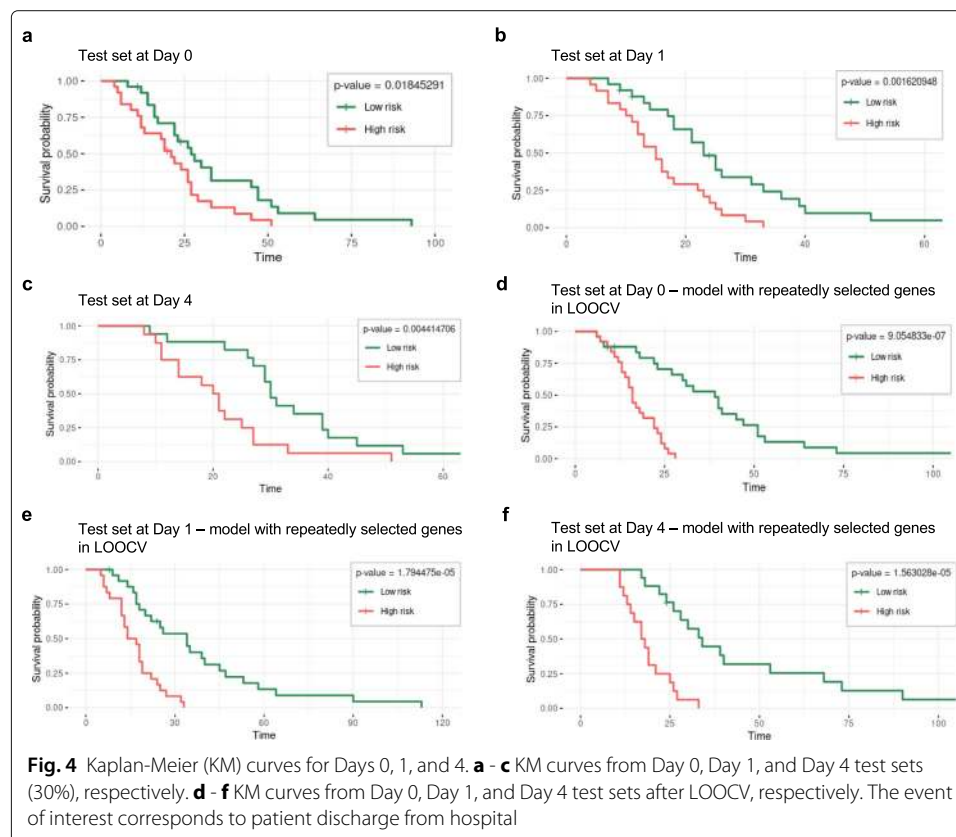 a
Test set at Day 0
p-value = 0.01845291
Low risk
High risk
Survival probability
1.00
0.75
0.50
0.25
0.00
0 25 50 75 100
Time
b
Test set at Day 1
p-value = 0.001620948
Low risk
High risk
Survival probability
1.00
0.75
0.50
0.25
0.00
0 20 40 60
Time
c
Test set at Day 4
p-value = 0.004414706
Low risk
High risk
Survival probability
1.00
0.75
0.50
0.25
0.00
0 20 40 60
Time
d
Test set at Day 0 – model with repeatedly selected genes
in LOOCV
p-value = 9.054833e-07
Low risk
High risk
Survival probability
1.00
0.75
0.50
0.25
0.00
0 25 50 75 100
Time
e
Test set at Day 1 – model with repeatedly selected genes
in LOOCV
p-value = 1.794475e-05
Low risk
High risk
Survival probability
1.00
0.75
0.50
0.25
0.00
0 30 60 90 120
Time
f
Test set at Day 4 – model with repeatedly selected genes
in LOOCV
p-value = 1.563028e-05
Low risk
High risk
Survival probability
1.00
0.75
0.50
0.25
0.00
0 25 50 75 100
Time
Fig. 4 Kaplan-Meier (KM) curves for Days 0, 1, and 4. a - c KM curves from Day 0, Day 1, and Day 4 test sets
(30%), respectively. d - f KM curves from Day 0, Day 1, and Day 4 test sets after LOOCV, respectively. The event
of interest corresponds to patient discharge from hospital